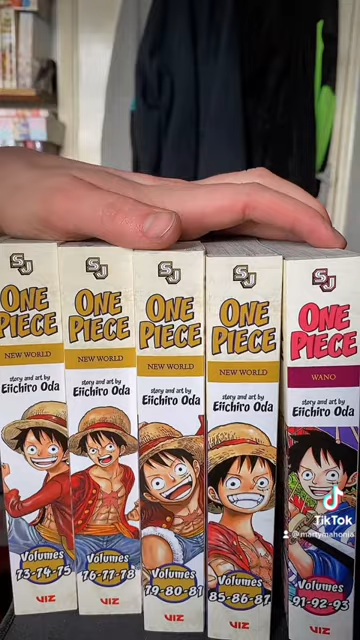 SJ
ONE
PIECE
NEW WORLD
story and art by
Eiichiro Oda
Volumes
73-74-75
VIZ
SJ
ONE
PIECE
NEW WORLD
story and art by
Eiichiro Oda
Volumes
76-77-78
VIZ
SJ
ONE
PIECE
NEW WORLD
story and art by
Eiichiro Oda
Volumes
79-80-81
VIZ
SJ
ONE
PIECE
NEW WORLD
story and art by
Eiichiro Oda
Volumes
85-86-87
VIZ
SJ
ONE
PIECE
WANO
story and art by
Eiichiro Oda
Volumes
91-92-93
VIZ
TikTok
@martymahonia